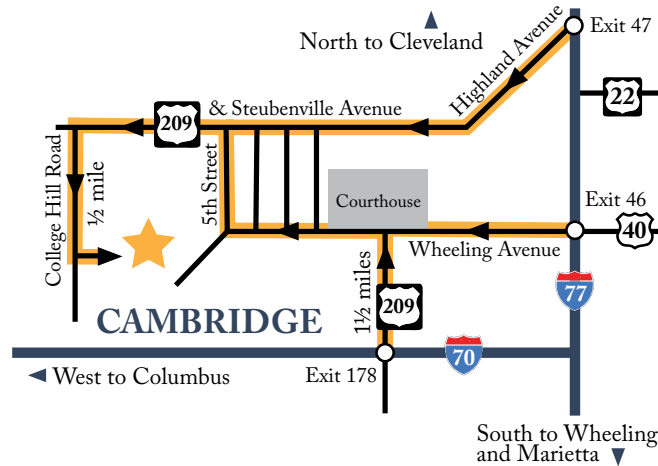 North to Cleveland
Highland Avenue
Exit 47
22
209
& Steubenville Avenue
College Hill Road
½ mile
5th Street
Courthouse
Exit 46
40
Wheeling Avenue
77
1½ miles
209
CAMBRIDGE
70
West to Columbus
Exit 178
South to Wheeling
and Marietta